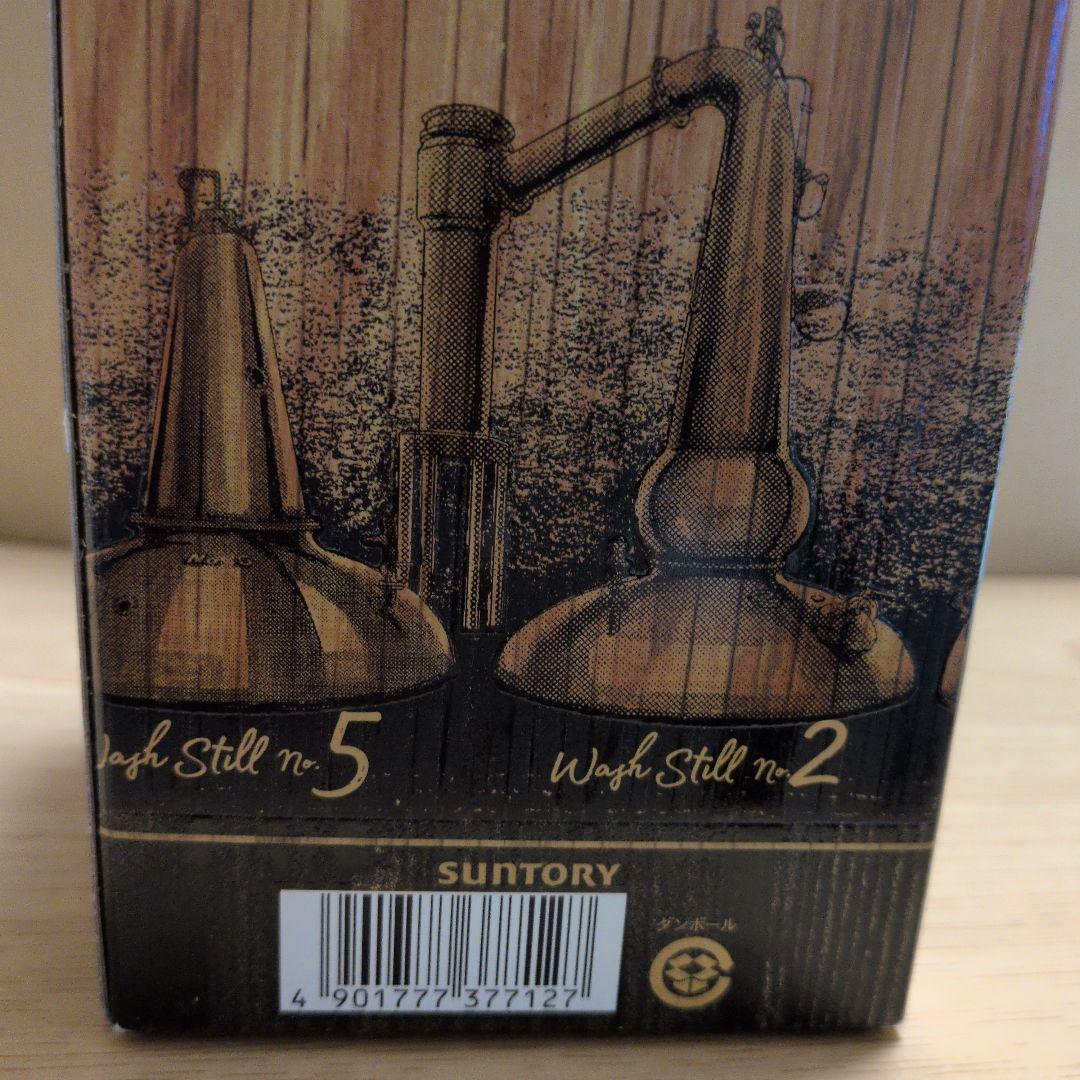 Wash Still No. 5
Wash Still No. 2
SUNTORY
4 901777 377127
ダンボール